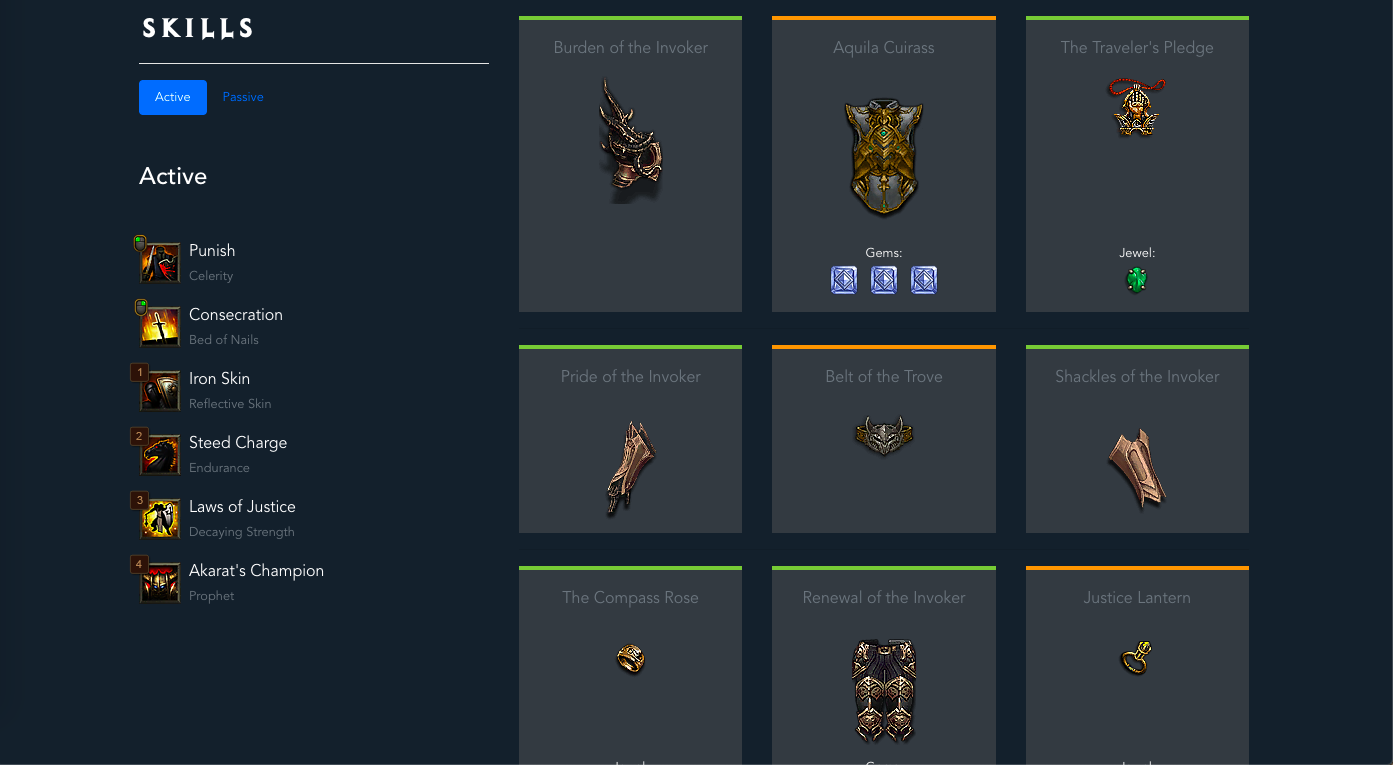 SKILLS
Active
Passive
Active
Punish
Celerity
Consecration
Bed of Nails
1
Iron Skin
Reflective Skin
2
Steed Charge
Endurance
3
Laws of Justice
Decaying Strength
4
Akarat's Champion
Prophet
Burden of the Invoker
Aquila Cuirass
Gems:
The Traveler's Pledge
Jewel:
Pride of the Invoker
Belt of the Trove
Shackles of the Invoker
The Compass Rose
Renewal of the Invoker
Justice Lantern